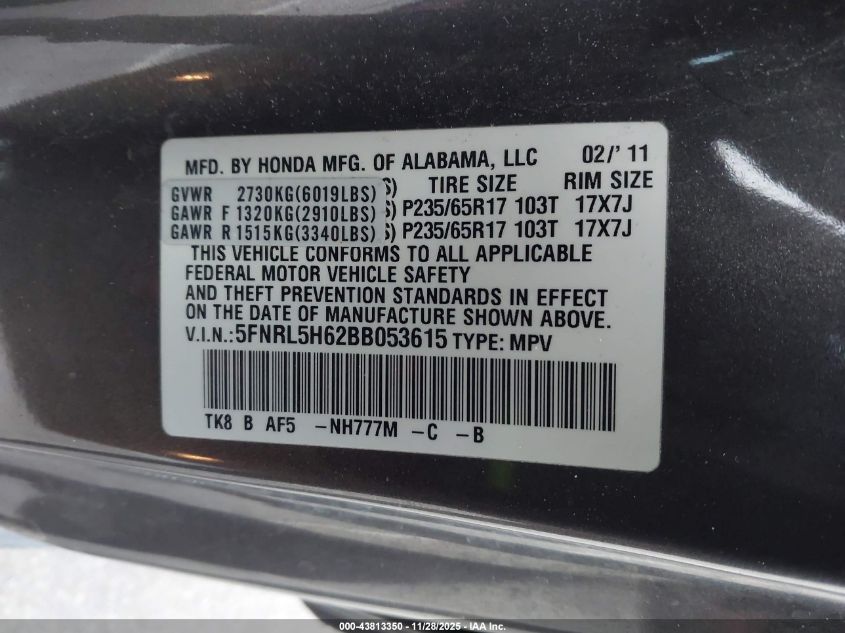 MFD. BY HONDA MFG. OF ALABAMA, LLC 02/' 11
TIRE SIZE RIM SIZE
GVWR 2730KG(6019LBS) S)
GAWR F 1320KG(2910LBS) S) P235/65R17 103T 17X7J
GAWR R 1515KG(3340LBS) S) P235/65R17 103T 17X7J
THIS VEHICLE CONFORMS TO ALL APPLICABLE
FEDERAL MOTOR VEHICLE SAFETY
AND THEFT PREVENTION STANDARDS IN EFFECT
ON THE DATE OF MANUFACTURE SHOWN ABOVE.
V.I.N.:5FNRL5H62BB053615 TYPE: MPV
TK8 B AF5 -NH777M -C -B
000-43813350 - 11/28/2025 - IAA Inc.